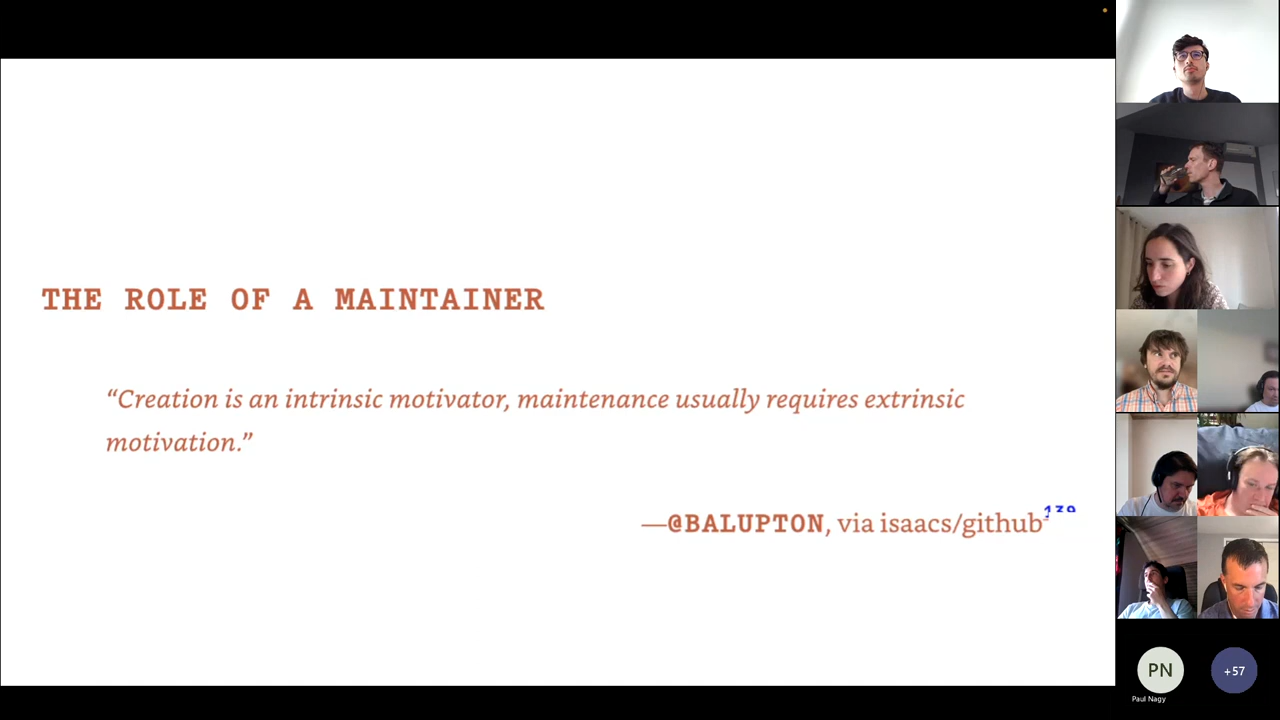 THE ROLE OF A MAINTAINER
“Creation is an intrinsic motivator, maintenance usually requires extrinsic
motivation.”
—@BALUPTON, via isaacs/github
PN
+57
Paul Nagy